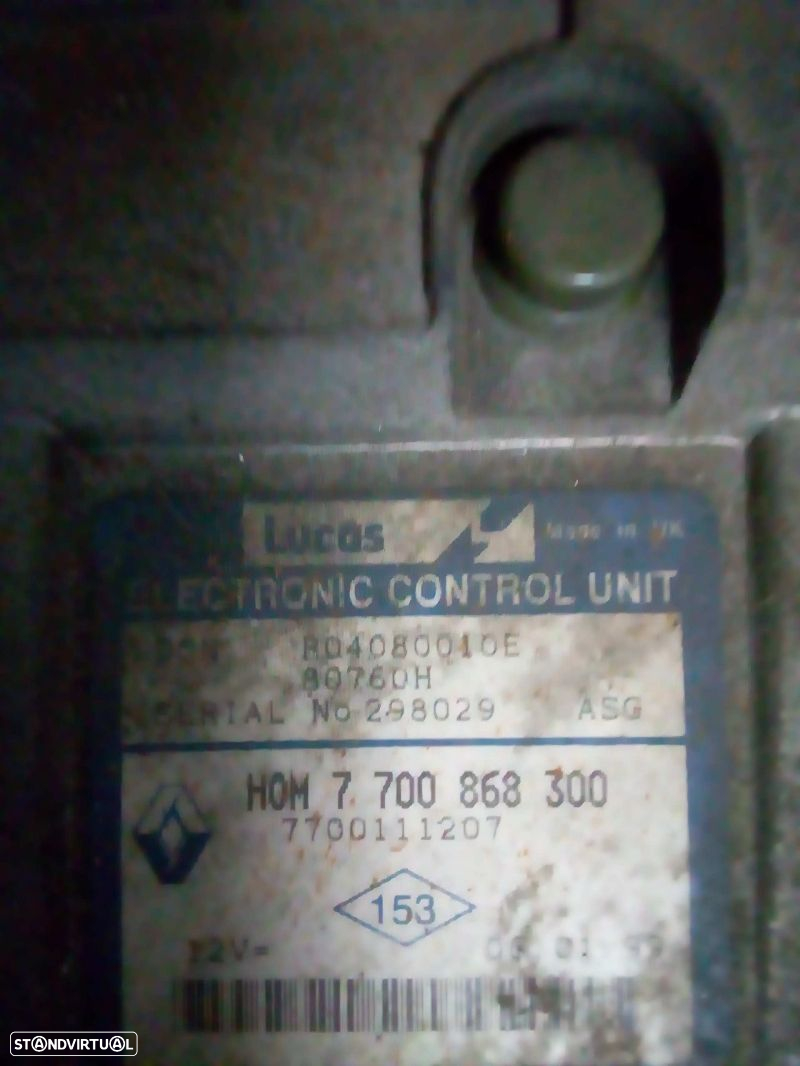 Lucas Made in UK
ELECTRONIC CONTROL UNIT
R04080010E
80760H
SERIAL No 298029 ASG
HOM 7 700 868 300
7700111207
153
12V=
STANDVIRTUAL